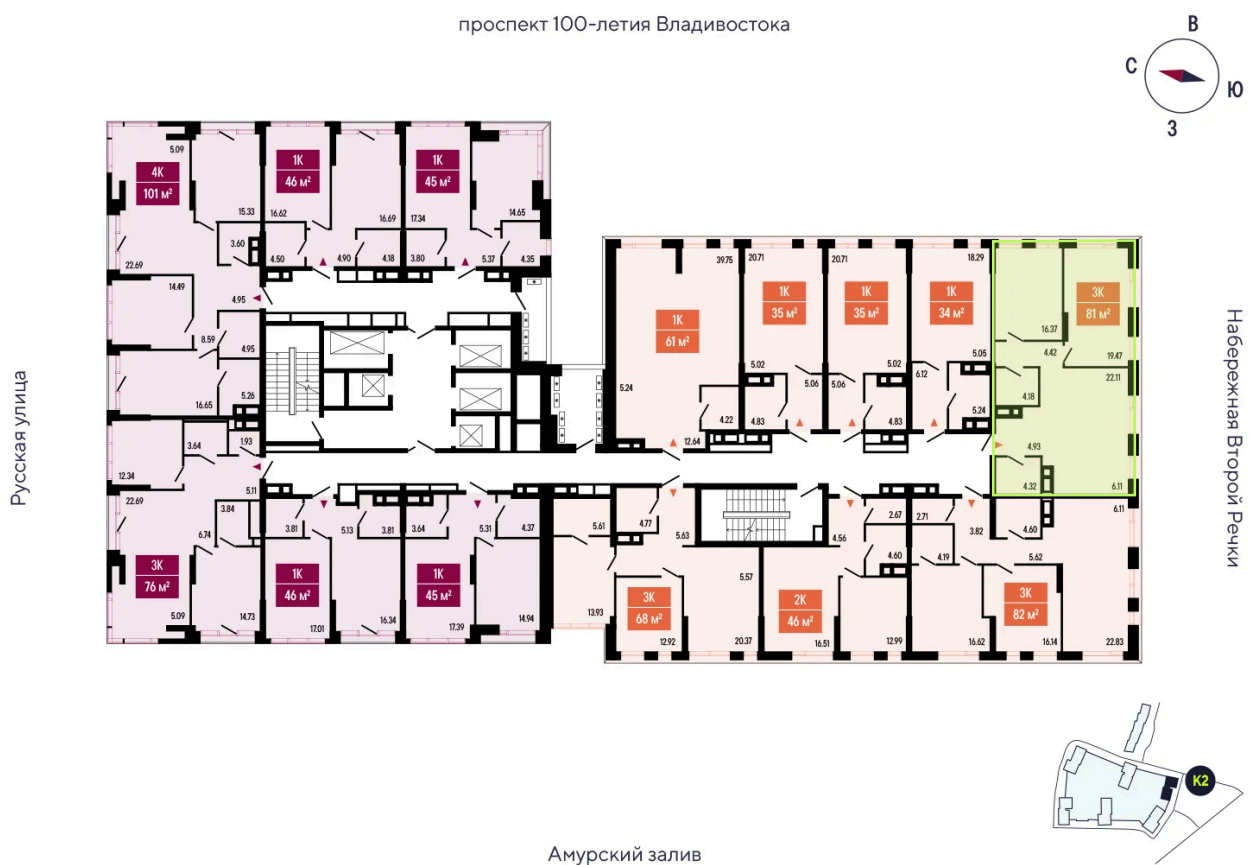 проспект 100-летия Владивостока
В
С
Ю
З
5.09
4К
101 м²
15.33
3.60
22.69
14.49
4.95
8.59
4.95
16.65
5.26
1К
46 м²
16.62
16.69
4.50
4.90
4.18
1К
45 м²
17.34
14.65
3.80
5.37
4.35
3.64
1.93
12.34
22.69
5.11
3.84
6.74
3К
76 м²
5.09
14.73
3.81
5.13
3.81
1К
46 м²
17.01
16.34
3.64
5.31
4.37
1К
45 м²
17.39
14.94
39.75
1К
61 м²
5.24
4.22
12.64
20.71
1К
35 м²
5.02
5.06
4.83
20.71
1К
35 м²
5.02
5.06
4.83
18.29
1К
34 м²
5.05
6.12
5.24
3К
81 м²
16.37
4.42
19.47
22.11
4.18
4.93
4.32
6.11
5.61
4.77
5.63
5.57
13.93
3К
68 м²
12.92
20.37
2.67
4.56
4.60
2К
46 м²
16.51
12.99
2.71
3.82
4.60
6.11
4.19
5.62
3К
82 м²
16.62
16.14
22.83
Русская улица
Набережная Второй Речки
К2
Амурский залив